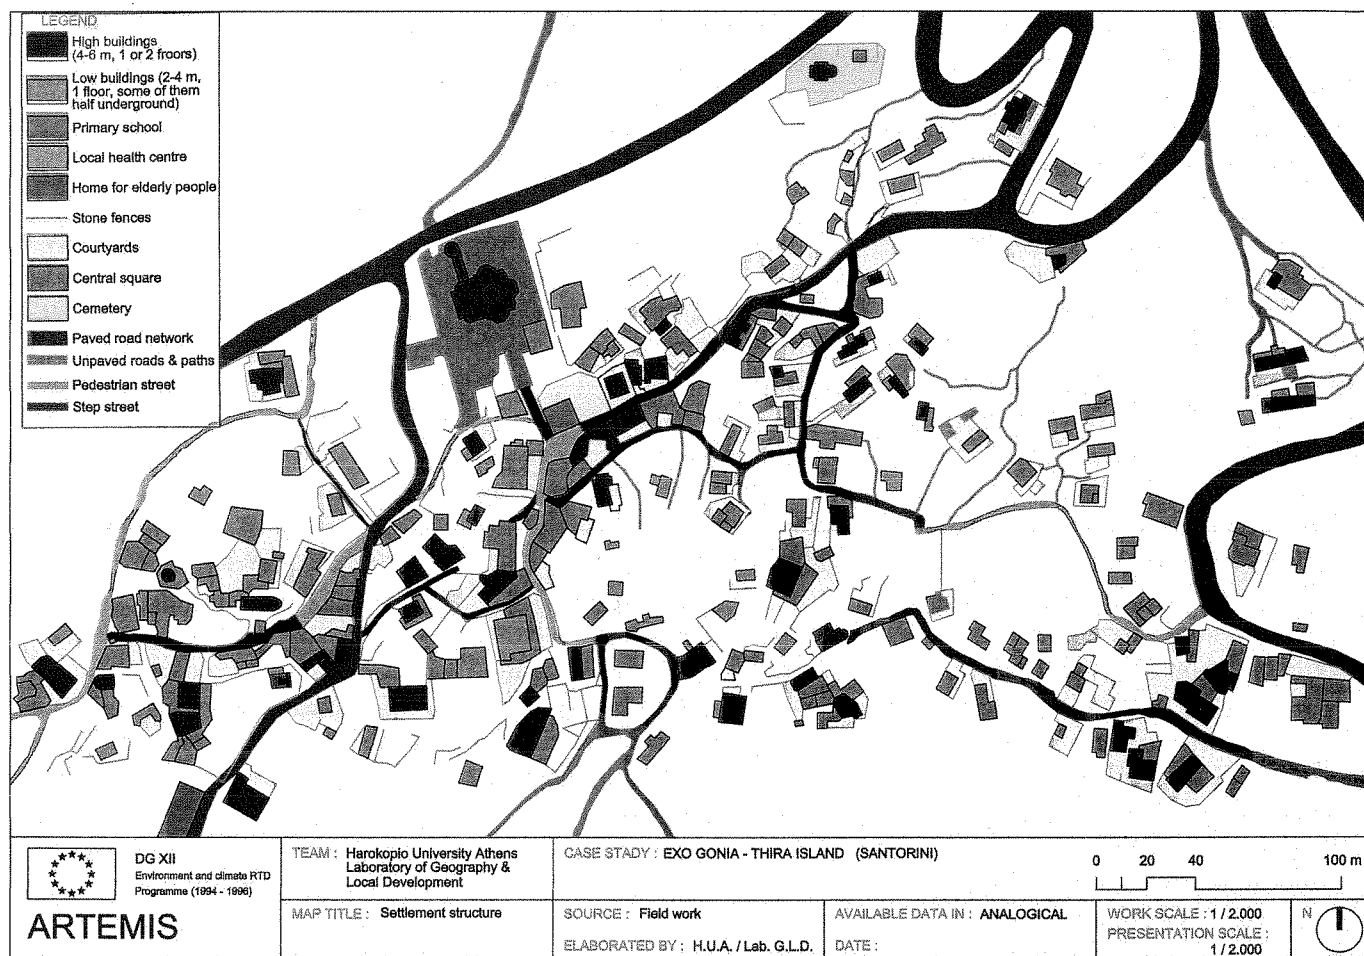 LEGEND
High buildings
(4-6 m, 1 or 2 froors)
Low buildings (2-4 m,
1 floor, some of them
half underground)
Primary school
Local health centre
Home for elderly people
Stone fences
Courtyards
Central square
Cemetery
Paved road network
Unpaved roads & paths
Pedestrian street
Step street
DG XII
Environment and climate RTD
Programme (1994 - 1996)
ARTEMIS
TEAM : Harokopio University Athens
Laboratory of Geography &
Local Development
MAP TITLE : Settlement structure
CASE STADY : EXO GONIA - THIRA ISLAND (SANTORINI)
SOURCE : Field work
ELABORATED BY : H.U.A. / Lab. G.L.D.
AVAILABLE DATA IN : ANALOGICAL
DATE :
0 20 40 100 m
WORK SCALE : 1 / 2.000
PRESENTATION SCALE :
1 / 2.000
N